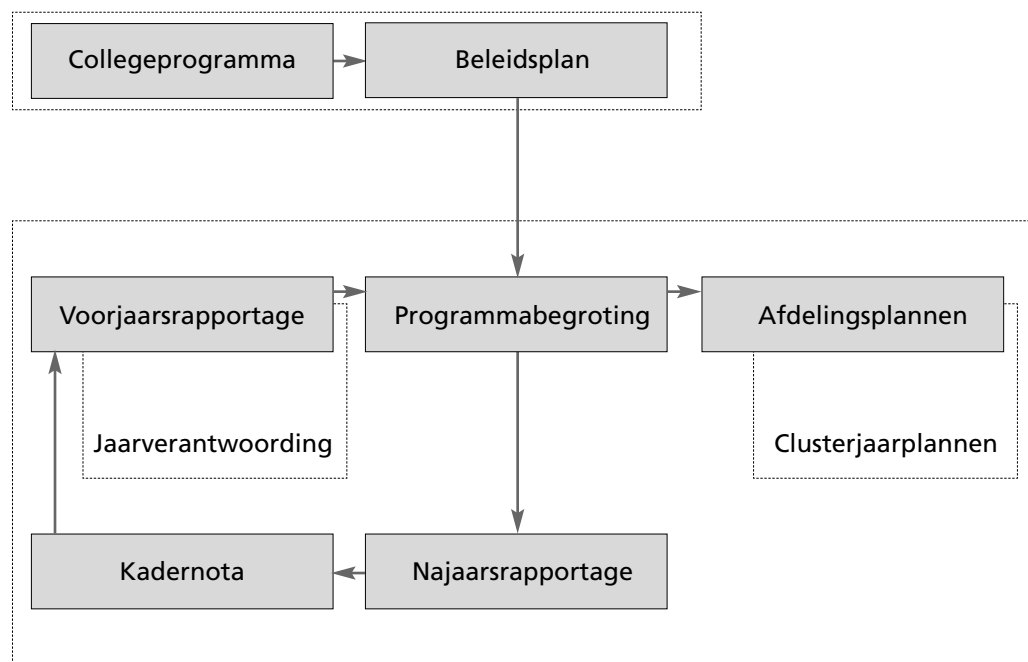 Collegeprogramma
Beleidsplan
Voorjaarsrapportage
Programmabegroting
Afdelingsplannen
Jaarverantwoording
Clusterjaarplannen
Kadernota
Najaarsrapportage